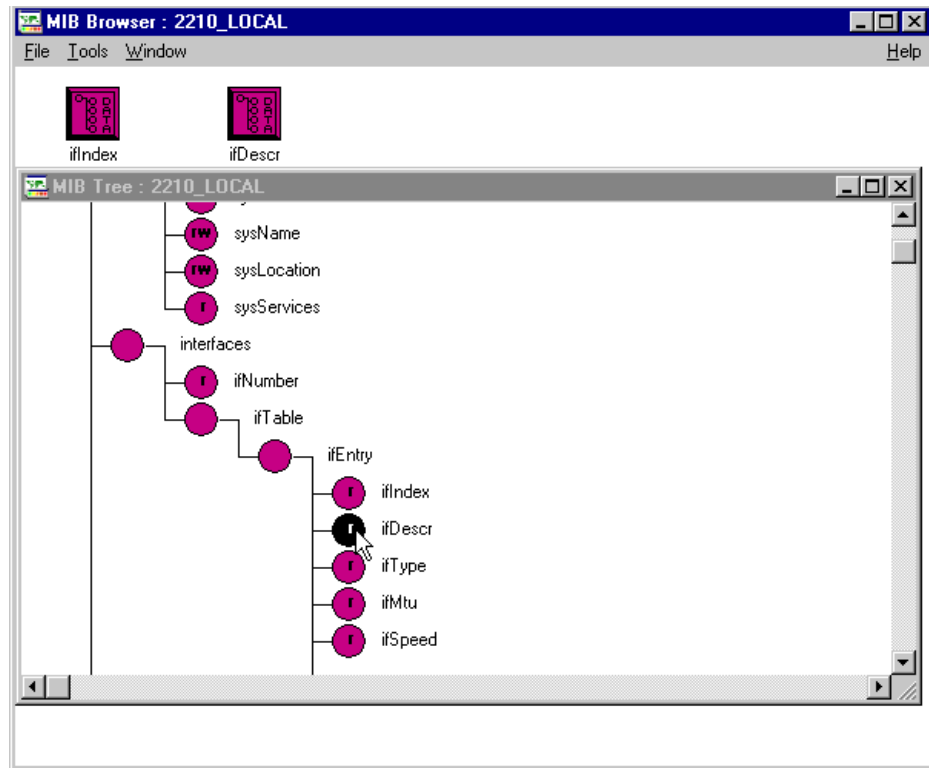 MIB Browser : 2210_LOCAL
File Tools Window Help
DATA DATA
ifIndex ifDescr
MIB Tree : 2210_LOCAL
rw sysName
rw sysLocation
r sysServices
interfaces
r ifNumber
ifTable
ifEntry
r ifIndex
r ifDescr
r ifType
r ifMtu
r ifSpeed